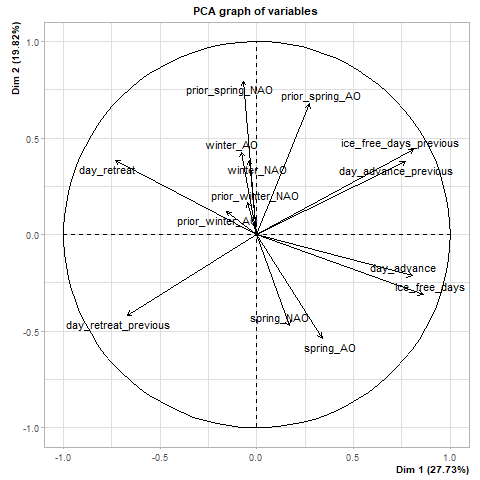 PCA graph of variables
Dim 2 (19.82%)
1.0
prior_spring_NAO
prior_spring_AO
0.5
winter_AO
ice_free_days_previous
day_retreat
winter_NAO
day_advance_previous
prior_winter_NAO
prior_winter_AO
0.0
day_advance
ice_free_days
day_retreat_previous
spring_NAO
-0.5
spring_AO
-1.0
-1.0 -0.5 0.0 0.5 1.0
Dim 1 (27.73%)